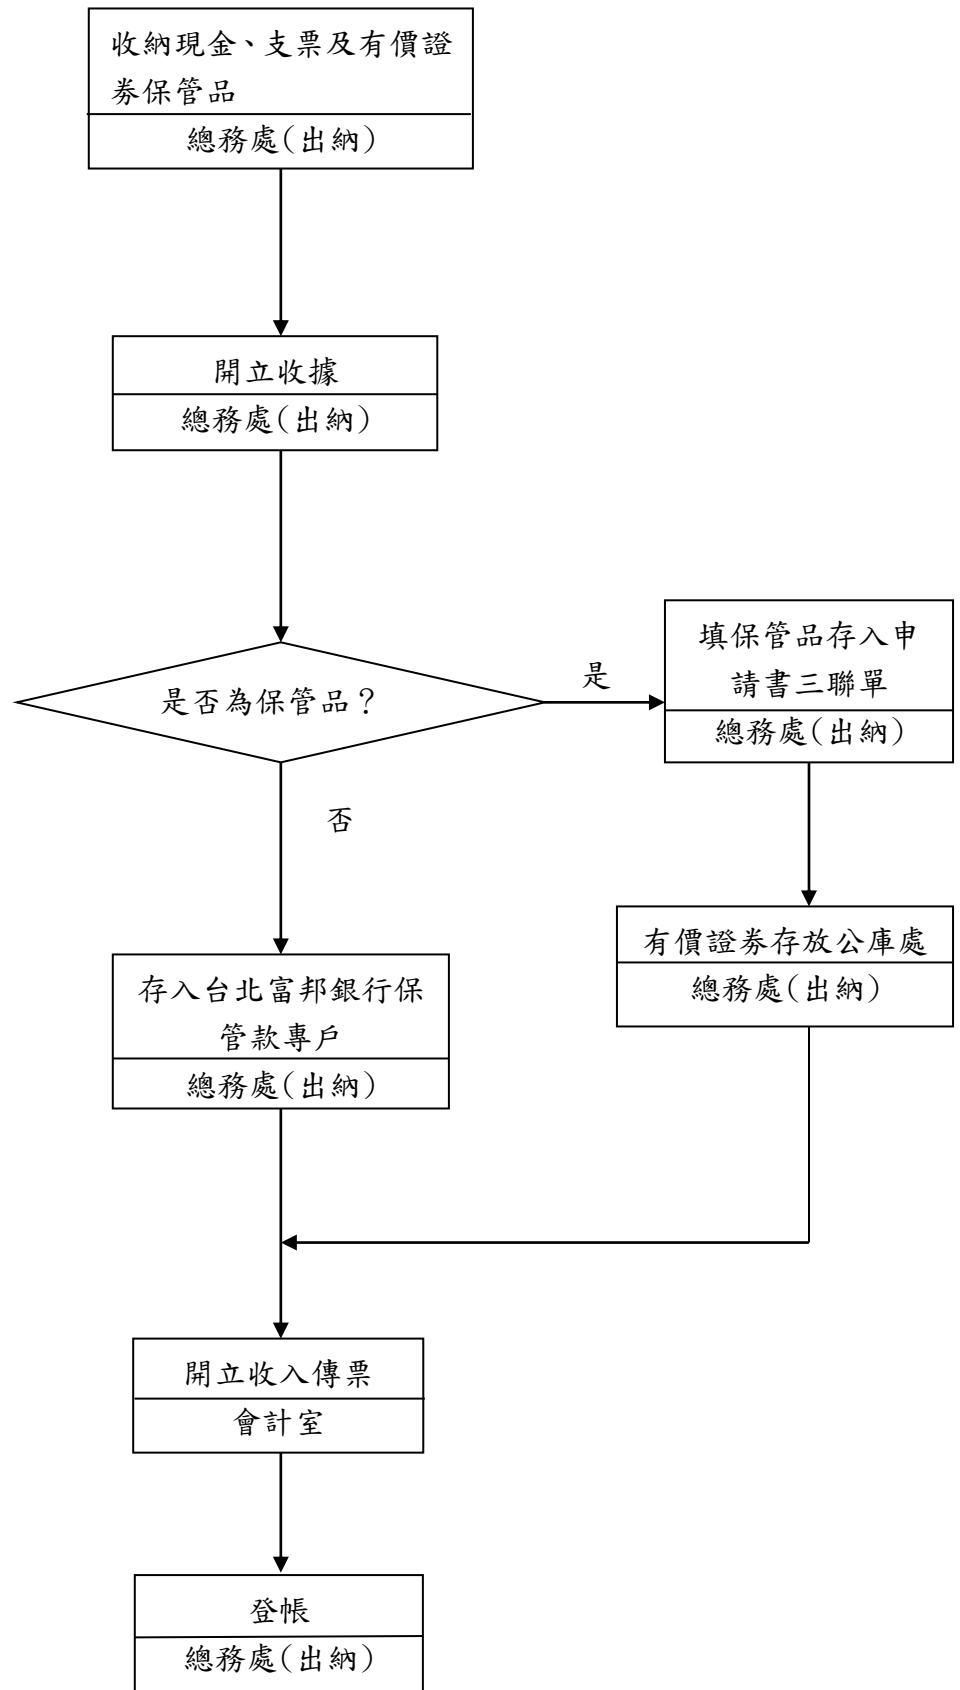 收納現金、支票及有價證
券保管品
總務處(出納)
開立收據
總務處(出納)
是否為保管品？
是
填保管品存入申
請書三聯單
總務處(出納)
否
有價證券存放公庫處
總務處(出納)
存入台北富邦銀行保
管款專戶
總務處(出納)
開立收入傳票
會計室
登帳
總務處(出納)